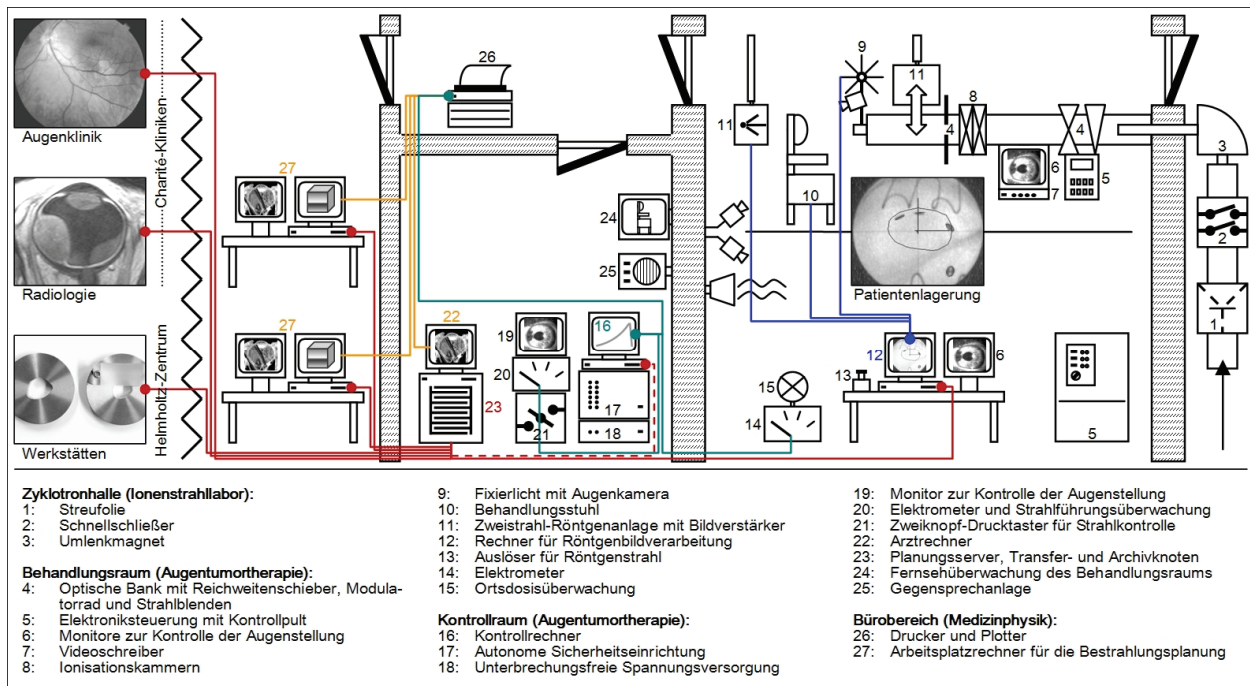 Augenklinik
Radiologie
Werkstätten
Charité-Kliniken
Helmholtz-Zentrum
26
27
27
22
23
24
25
19
20
21
16
17
18
9
11
11
10
4
8
4
6
7
5
3
2
1
Patientenlagerung
12
13
6
15
14
5
Zyklotronhalle (Ionenstrahllabor):
1: Streufolie
2: Schnellschließer
3: Umlenkmagnet
Behandlungsraum (Augentumortherapie):
4: Optische Bank mit Reichweitenschieber, Modula-
torrad und Strahlblenden
5: Elektroniksteuerung mit Kontrollpult
6: Monitore zur Kontrolle der Augenstellung
7: Videoschreiber
8: Ionisationskammern
9: Fixierlicht mit Augenkamera
10: Behandlungsstuhl
11: Zweistrahl-Röntgenanlage mit Bildverstärker
12: Rechner für Röntgenbildverarbeitung
13: Auslöser für Röntgenstrahl
14: Elektrometer
15: Ortsdosisüberwachung
Kontrollraum (Augentumortherapie):
16: Kontrollrechner
17: Autonome Sicherheitseinrichtung
18: Unterbrechungsfreie Spannungsversorgung
19: Monitor zur Kontrolle der Augenstellung
20: Elektrometer und Strahlführungsüberwachung
21: Zweiknopf-Drucktaster für Strahlkontrolle
22: Arztrechner
23: Planungsserver, Transfer- und Archivknoten
24: Fernsehüberwachung des Behandlungsraums
25: Gegensprechanlage
Bürobereich (Medizinphysik):
26: Drucker und Plotter
27: Arbeitsplatzrechner für die Bestrahlungsplanung